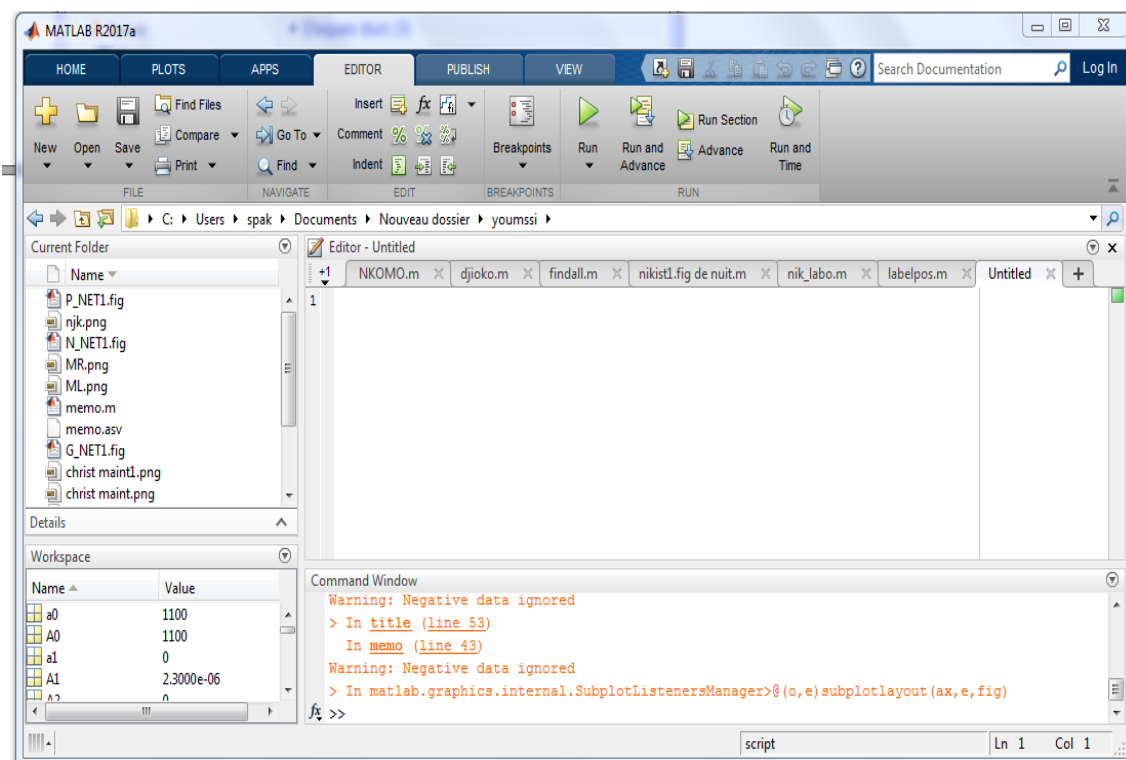 MATLAB R2017a
HOME PLOTS APPS EDITOR PUBLISH VIEW Search Documentation Log In
New Open Save Find Files Compare Print Go To Find Insert fx Comment Indent Breakpoints Run Run and Advance Run Section Advance Run and Time
FILE NAVIGATE EDIT BREAKPOINTS RUN
C: Users spak Documents Nouveau dossier youmssi
Current Folder
Name
P_NET1.fig
njk.png
N_NET1.fig
MR.png
ML.png
memo.m
memo.asv
G_NET1.fig
christ maint1.png
christ maint.png
Details
Workspace
Name Value
a0 1100
A0 1100
a1 0
A1 2.3000e-06
A2 0
Editor - Untitled
+1 NKOMO.m djioko.m findall.m nikist1.fig de nuit.m nik_labo.m labelpos.m Untitled +
1
Command Window
Warning: Negative data ignored
> In title (line 53)
In memo (line 43)
Warning: Negative data ignored
> In matlab.graphics.internal.SubplotListenersManager>@(o,e)subplotlayout(ax,e,fig)
fx >>
script Ln 1 Col 1